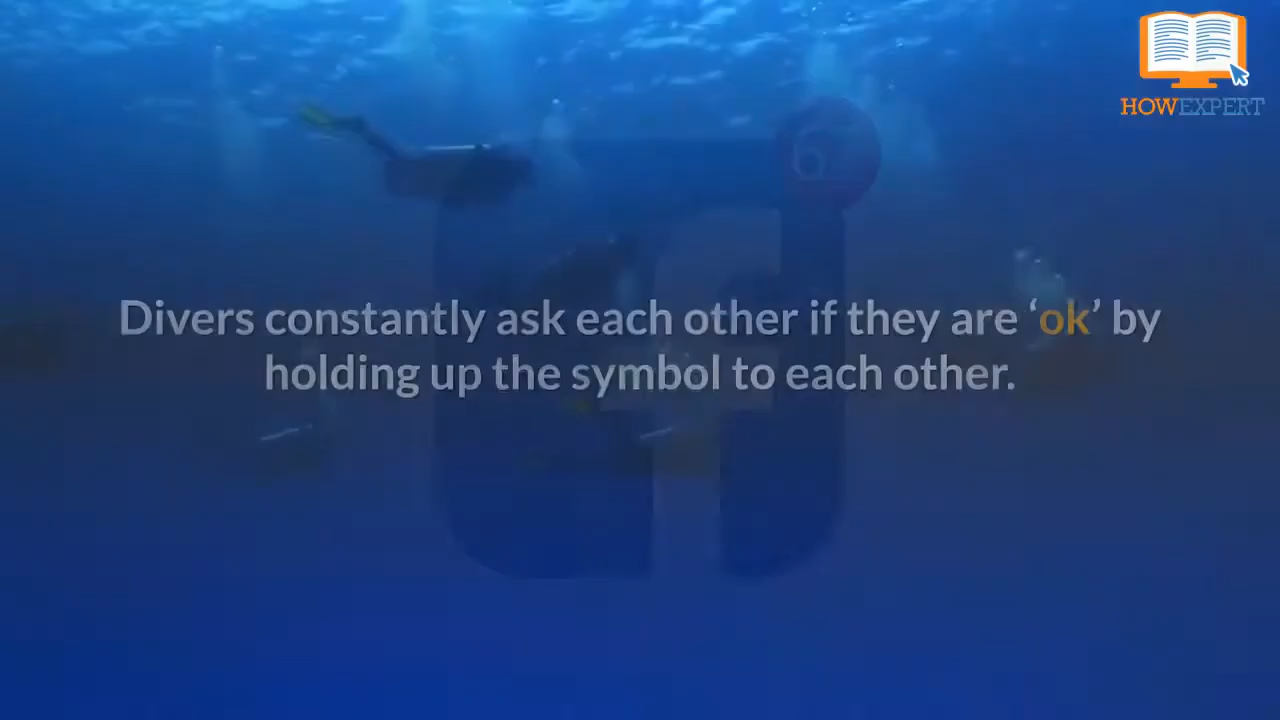 HOWEXPERT
Divers constantly ask each other if they are ‘ok’ by
holding up the symbol to each other.